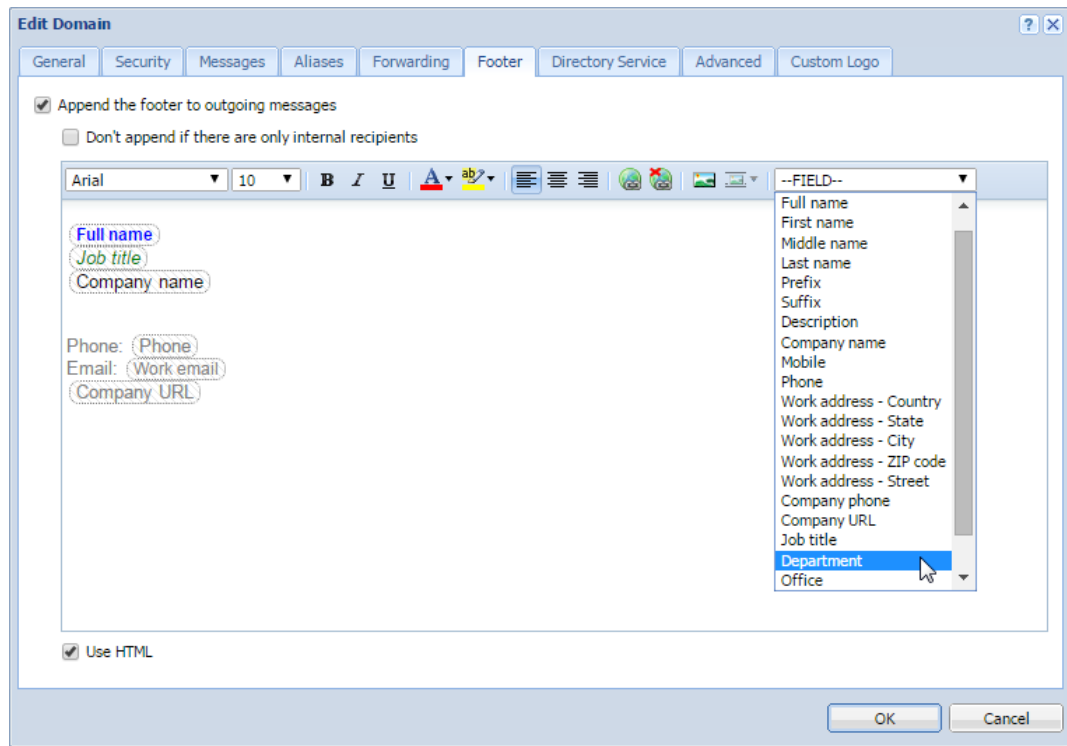 Edit Domain
General Security Messages Aliases Forwarding Footer Directory Service Advanced Custom Logo
Append the footer to outgoing messages
Don't append if there are only internal recipients
Arial 10 B I U A ab --FIELD--
Full name
Job title
Company name
Phone: Phone
Email: Work email
Company URL
Full name
First name
Middle name
Last name
Prefix
Suffix
Description
Company name
Mobile
Phone
Work address - Country
Work address - State
Work address - City
Work address - ZIP code
Work address - Street
Company phone
Company URL
Job title
Department
Office
Use HTML
OK Cancel